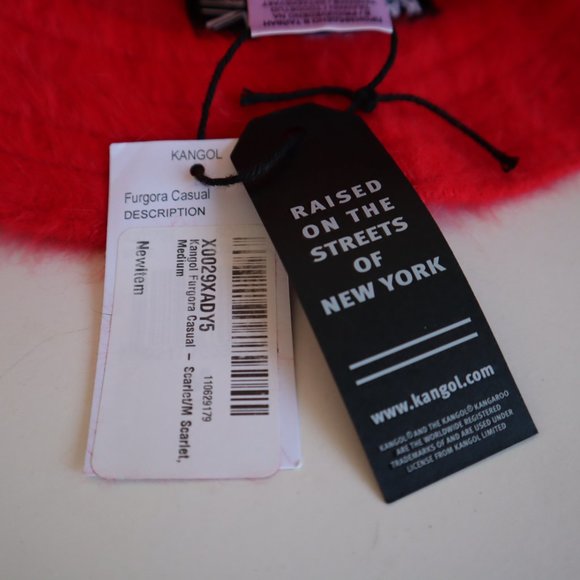 KANGOL
Furgora Casual
DESCRIPTION
X0029XADY5
Kangol Furgora Casual – Scarlet/M Scarlet,
Medium
NewItem
110629179
RAISED
ON THE
STREETS
OF
NEW YORK
www.kangol.com
KANGOL® AND THE KANGOL® KANGAROO
ARE THE WORLDWIDE REGISTERED
TRADEMARKS OF AND ARE USED UNDER
LICENSE FROM KANGOL LIMITED